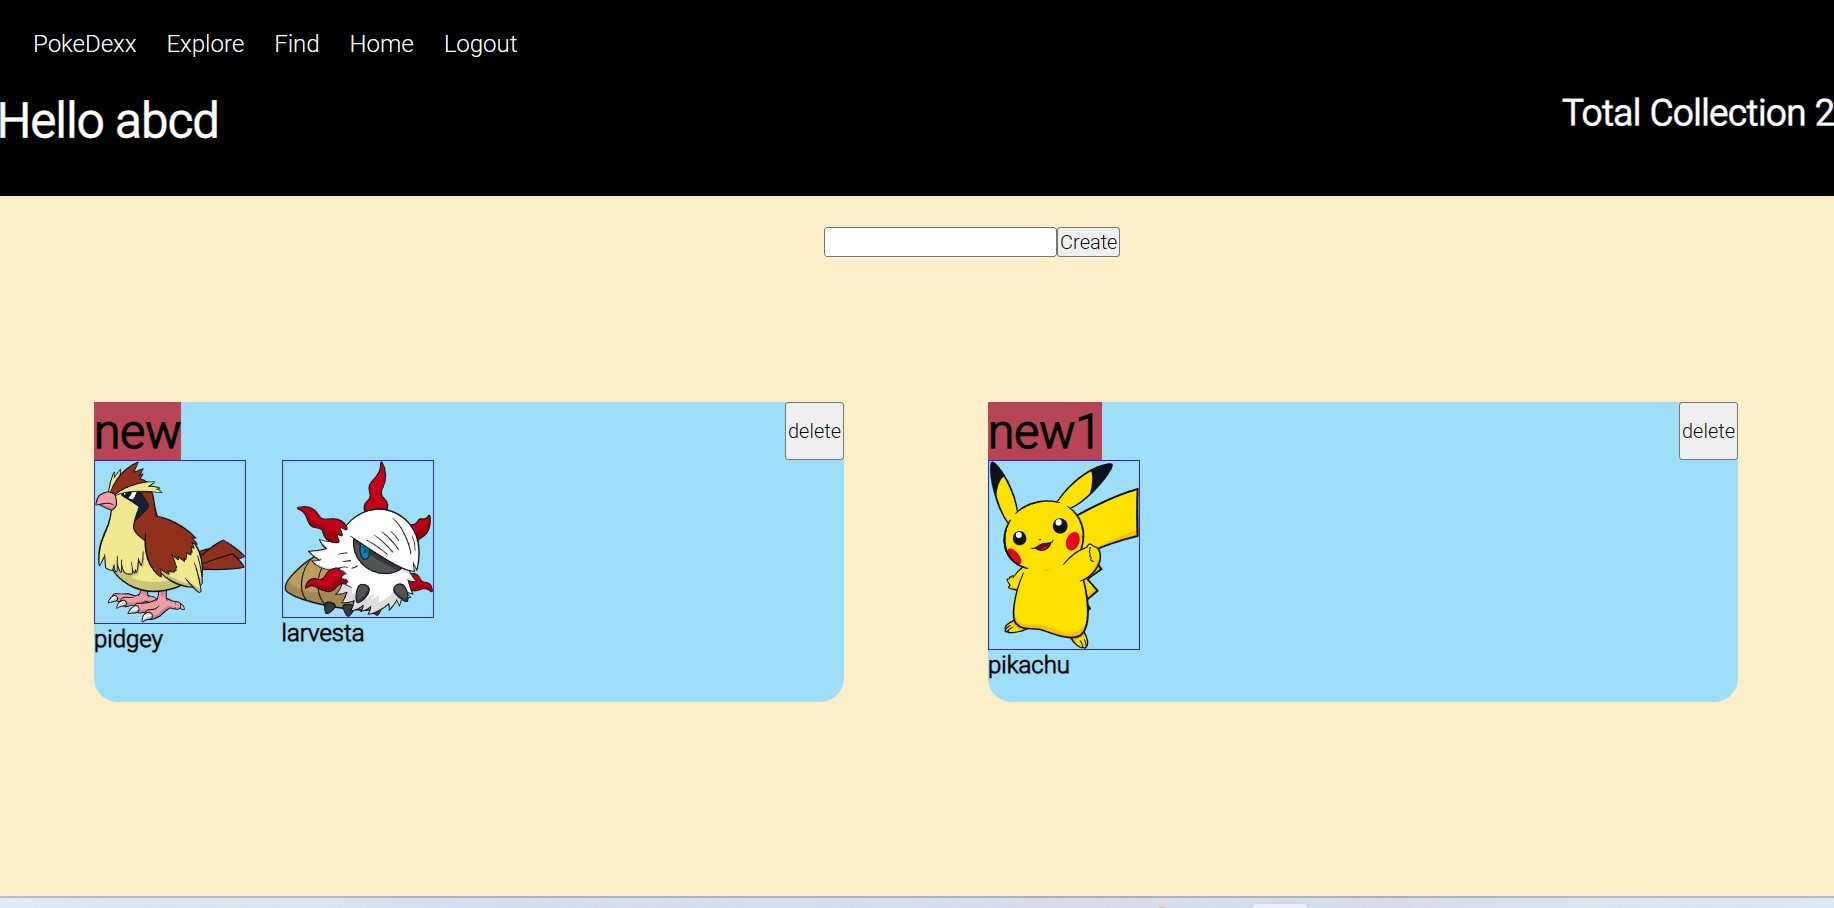 PokeDexx Explore Find Home Logout
Hello abcd
Total Collection 2
Create
new
delete
pidgey
larvesta
new1
delete
pikachu